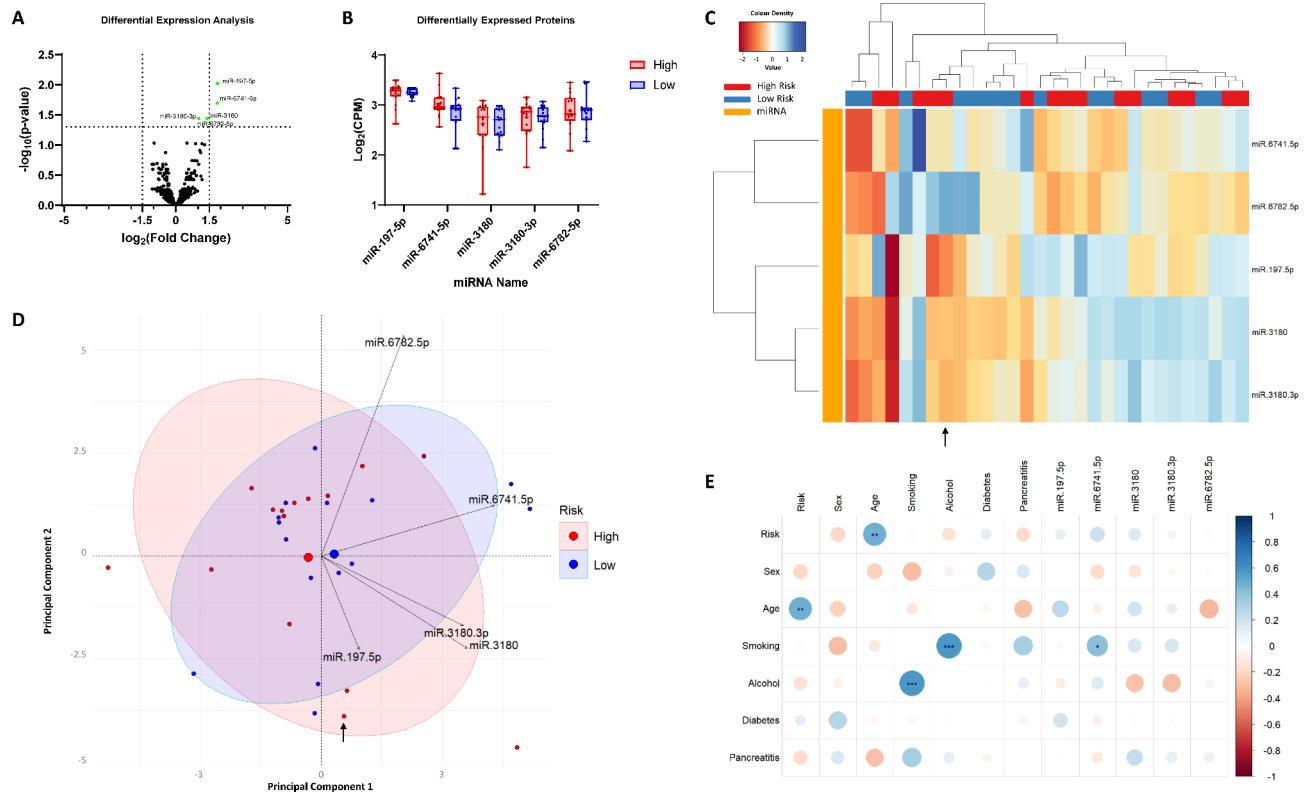 A
Differential Expression Analysis
2.5
2.0
1.5
1.0
0.5
0.0
-log10(p-value)
miR-197-5p
miR-6741-5p
miR-3180-3p
miR-3180
miR-6782-5p
-5
-1.5
0
1.5
5
log2(Fold Change)
B
Differentially Expressed Proteins
4
3
2
1
Log2(CPM)
High
Low
miR-197-5p
miR-6741-5p
miR-3180
miR-3180-3p
miR-6782-5p
miRNA Name
C
Colour Density
-2 -1 0 1 2
Value
High Risk
Low Risk
miRNA
miR.6741.5p
miR.6782.5p
miR.197.5p
miR.3180
miR.3180.3p
D
5
2.5
0
-2.5
-5
Principal Component 2
miR.6782.5p
miR.6741.5p
miR.3180.3p
miR.3180
miR.197.5p
Risk
High
Low
-3
0
3
Principal Component 1
E
Risk
Sex
Age
Smoking
Alcohol
Diabetes
Pancreatitis
miR.197.5p
miR.6741.5p
miR.3180
miR.3180.3p
miR.6782.5p
Risk
**
Sex
Age
**
Smoking
***
*
Alcohol
***
Diabetes
Pancreatitis
1
0.8
0.6
0.4
0.2
0
-0.2
-0.4
-0.6
-0.8
-1